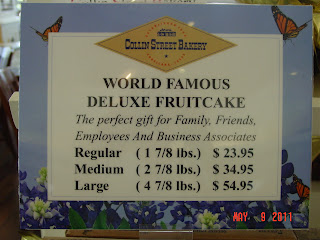 COLLIN STREET BAKERY
WORLD FAMOUS
DELUXE FRUITCAKE
The perfect gift for Family, Friends,
Employees And Business Associates
Regular ( 1 7/8 lbs.) $ 23.95
Medium ( 2 7/8 lbs.) $ 34.95
Large ( 4 7/8 lbs.) $ 54.95
MAY 9 2011